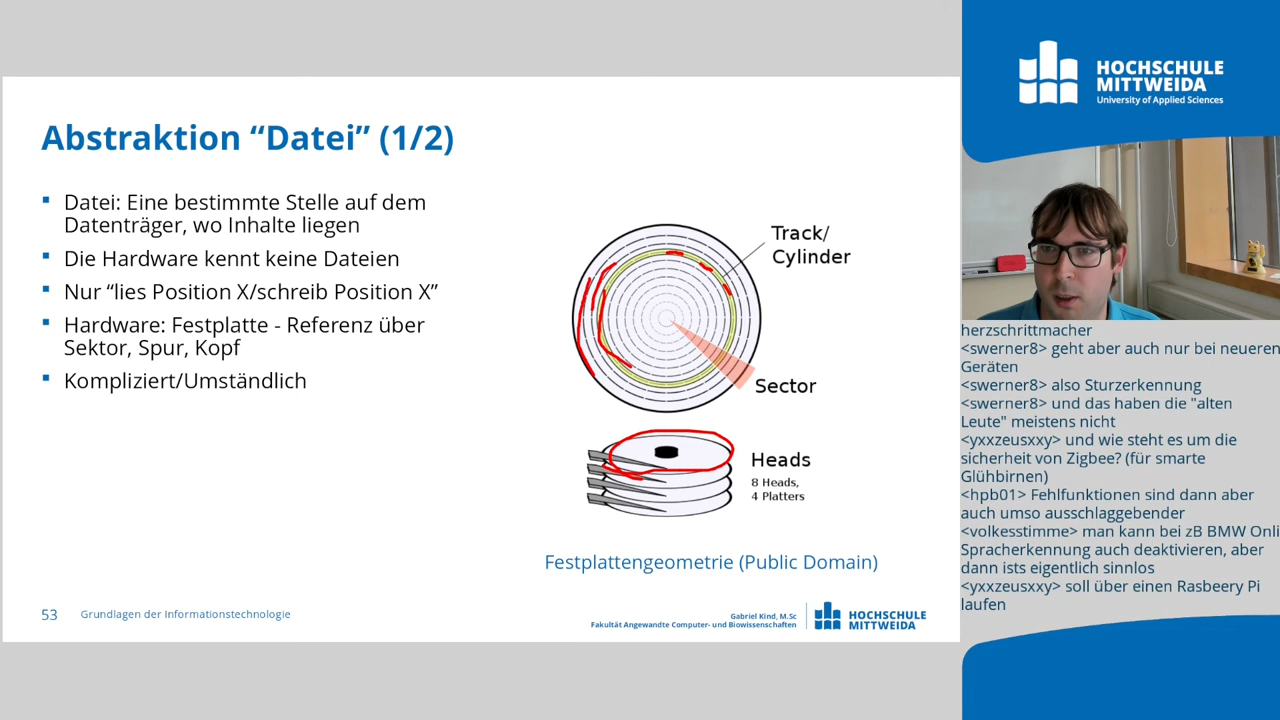 Abstraktion “Datei” (1/2)
▪ Datei: Eine bestimmte Stelle auf dem
Datenträger, wo Inhalte liegen
▪ Die Hardware kennt keine Dateien
▪ Nur “lies Position X/schreib Position X”
▪ Hardware: Festplatte - Referenz über
Sektor, Spur, Kopf
▪ Kompliziert/Umständlich
Track/
Cylinder
Sector
Heads
8 Heads,
4 Platters
Festplattengeometrie (Public Domain)
53 Grundlagen der Informationstechnologie
Gabriel Kind, M.Sc
Fakultät Angewandte Computer- und Biowissenschaften
HOCHSCHULE
MITTWEIDA
HOCHSCHULE
MITTWEIDA
University of Applied Sciences
herzschrittmacher
<swerner8> geht aber auch nur bei neueren
Geräten
<swerner8> also Sturzerkennung
<swerner8> und das haben die "alten
Leute" meistens nicht
<yxxzeusxxy> und wie steht es um die
sicherheit von Zigbee? (für smarte
Glühbirnen)
<hpb01> Fehlfunktionen sind dann aber
auch umso ausschlaggebender
<volkesstimme> man kann bei zB BMW Onli
Spracherkennung auch deaktivieren, aber
dann ists eigentlich sinnlos
<yxxzeusxxy> soll über einen Rasbeery Pi
laufen